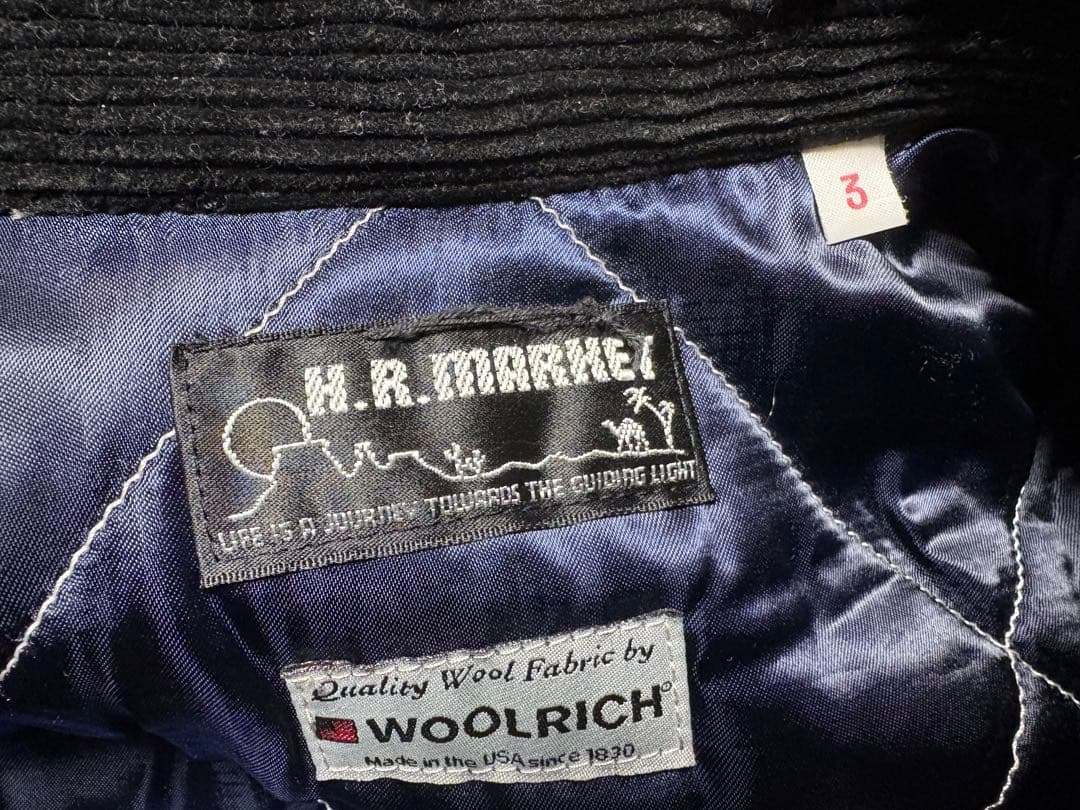 3
H.R.MARKET
LIFE IS A JOURNEY TOWARDS THE GUIDING LIGHT
Quality Wool Fabric by
WOOLRICH®
Made in the USA since 1830